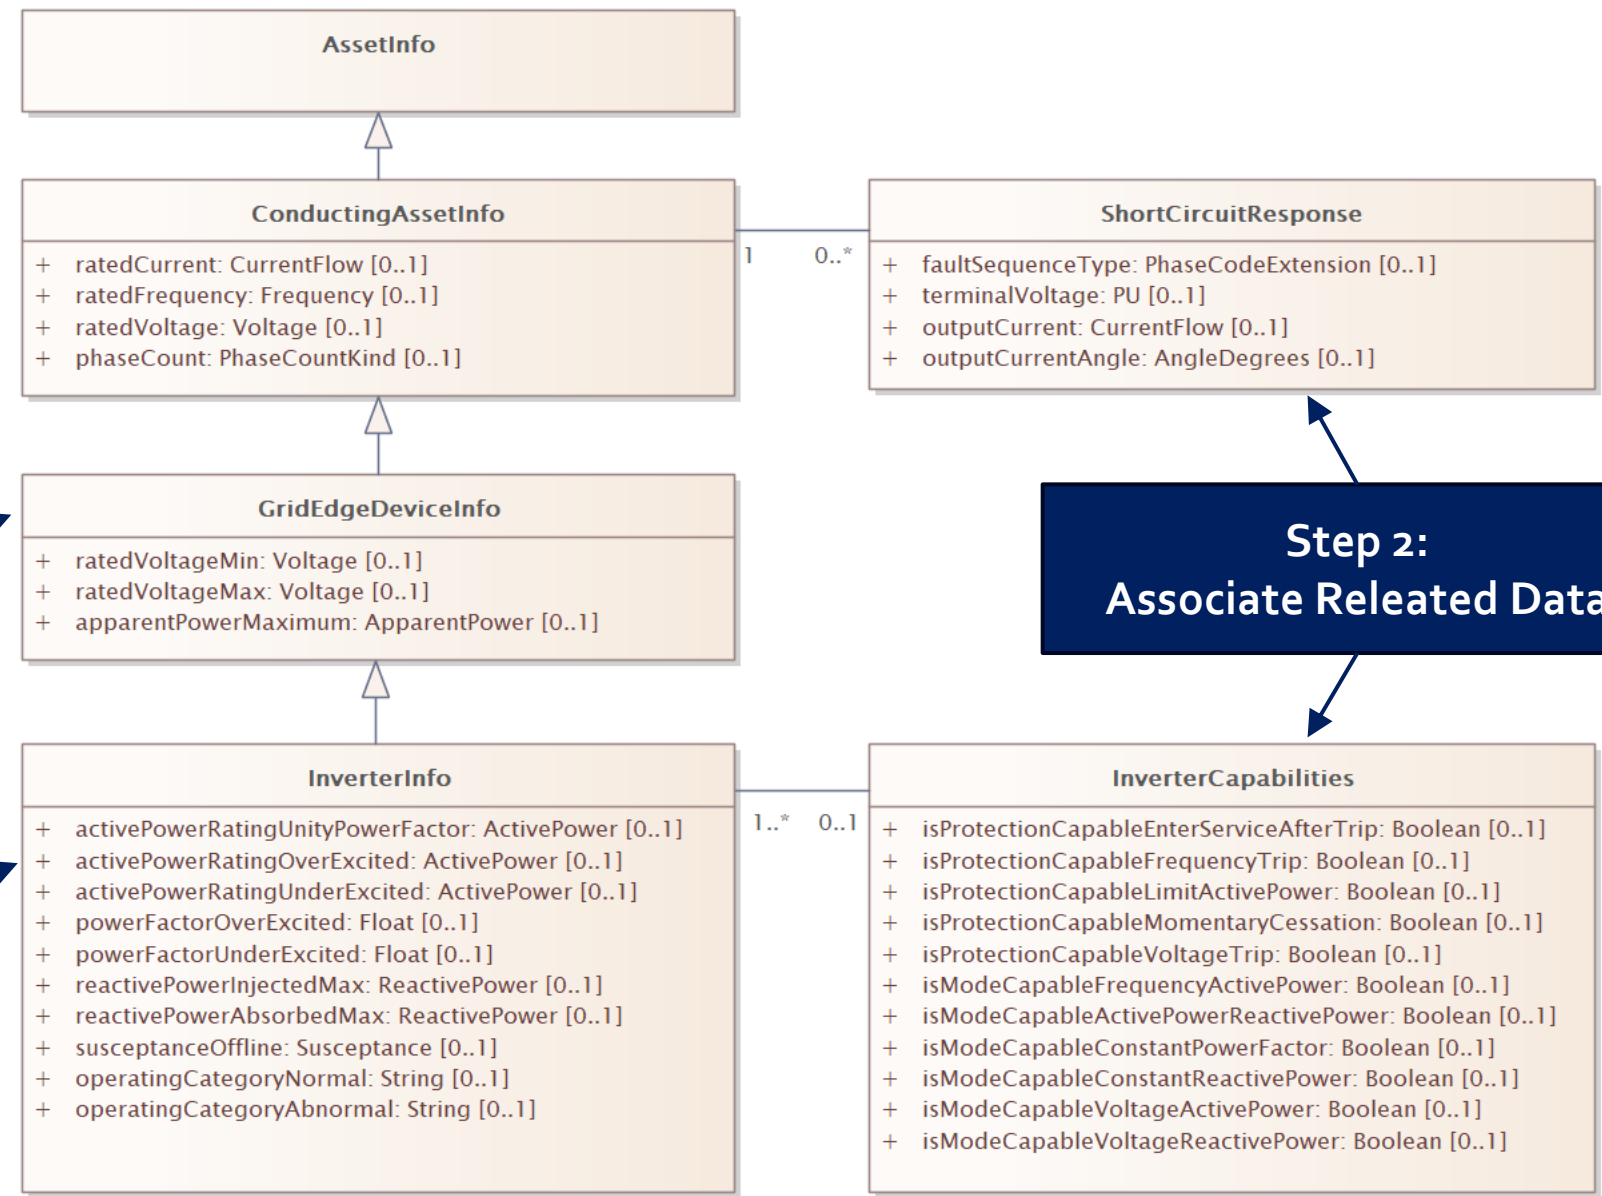 AssetInfo
ConductingAssetInfo
+ ratedCurrent: CurrentFlow [0..1]
+ ratedFrequency: Frequency [0..1]
+ ratedVoltage: Voltage [0..1]
+ phaseCount: PhaseCountKind [0..1]
1 0..*
ShortCircuitResponse
+ faultSequenceType: PhaseCodeExtension [0..1]
+ terminalVoltage: PU [0..1]
+ outputCurrent: CurrentFlow [0..1]
+ outputCurrentAngle: AngleDegrees [0..1]
GridEdgeDeviceInfo
+ ratedVoltageMin: Voltage [0..1]
+ ratedVoltageMax: Voltage [0..1]
+ apparentPowerMaximum: ApparentPower [0..1]
Step 2:
Associate Releated Data
InverterInfo
+ activePowerRatingUnityPowerFactor: ActivePower [0..1]
+ activePowerRatingOverExcited: ActivePower [0..1]
+ activePowerRatingUnderExcited: ActivePower [0..1]
+ powerFactorOverExcited: Float [0..1]
+ powerFactorUnderExcited: Float [0..1]
+ reactivePowerInjectedMax: ReactivePower [0..1]
+ reactivePowerAbsorbedMax: ReactivePower [0..1]
+ susceptanceOffline: Susceptance [0..1]
+ operatingCategoryNormal: String [0..1]
+ operatingCategoryAbnormal: String [0..1]
1..* 0..1
InverterCapabilities
+ isProtectionCapableEnterServiceAfterTrip: Boolean [0..1]
+ isProtectionCapableFrequencyTrip: Boolean [0..1]
+ isProtectionCapableLimitActivePower: Boolean [0..1]
+ isProtectionCapableMomentaryCessation: Boolean [0..1]
+ isProtectionCapableVoltageTrip: Boolean [0..1]
+ isModeCapableFrequencyActivePower: Boolean [0..1]
+ isModeCapableActivePowerReactivePower: Boolean [0..1]
+ isModeCapableConstantPowerFactor: Boolean [0..1]
+ isModeCapableConstantReactivePower: Boolean [0..1]
+ isModeCapableVoltageActivePower: Boolean [0..1]
+ isModeCapableVoltageReactivePower: Boolean [0..1]